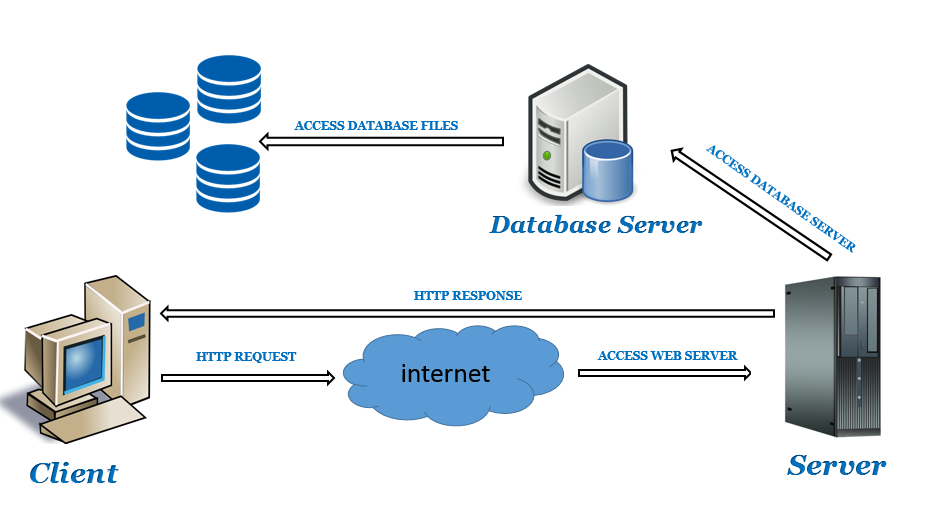 ACCESS DATABASE FILES
ACCESS DATABASE SERVER
Database Server
HTTP RESPONSE
HTTP REQUEST
internet
ACCESS WEB SERVER
Client
Server